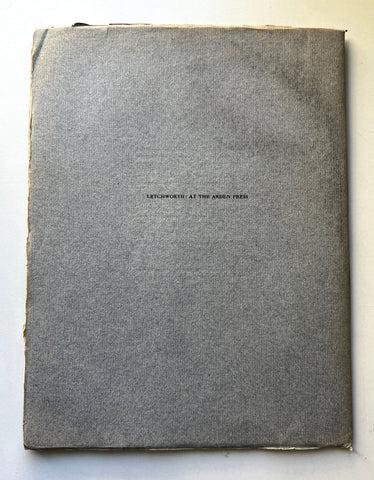 LETCHWORTH: AT THE ARDEN PRESS